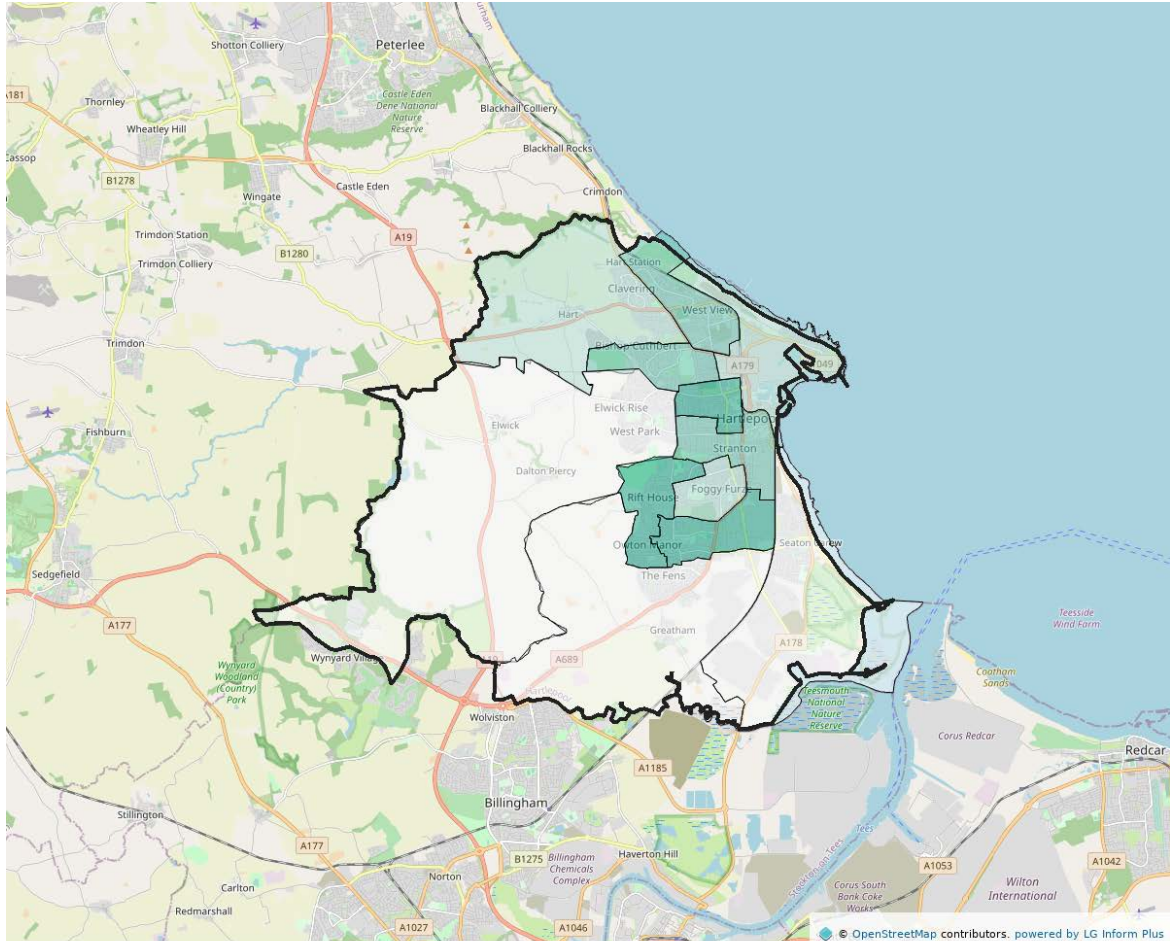 Durham
Shotton Colliery
Peterlee
A181
Thornley
Castle Eden
Dene National
Nature
Reserve
Wheatley Hill
Blackhall Colliery
Cassop
Blackhall Rocks
B1278
Castle Eden
Crimdon
Wingate
Trimdon Station
A19
B1280
Trimdon Colliery
Hart Station
Clavering
Hart
West View
Trimdon
Bishop Cuthbert
A179
A1049
Elwick Rise
Hartlepool
Elwick
West Park
Fishburn
Stranton
Dalton Piercy
Foggy Furze
Rift House
Owton Manor
Seaton Carew
Sedgefield
The Fens
A177
Teesside
Wind Farm
Greatham
A178
Wynyard Village
A19
A689
Wynyard
Woodland
(Country)
Park
Coatham
Sands
Hartlepool
Teesmouth
National
Nature
Reserve
Wolviston
Corus Redcar
Redcar
A1185
Billingham
Stillington
Tees
Stockton-on-Tees
A177
B1275
Billingham
Chemicals
Complex
Haverton Hill
A1053
A1042
Norton
Carlton
Corus South
Bank Coke
Works
Wilton
International
Redmarshall
A1027
A1046
© OpenStreetMap contributors. powered by LG Inform Plus